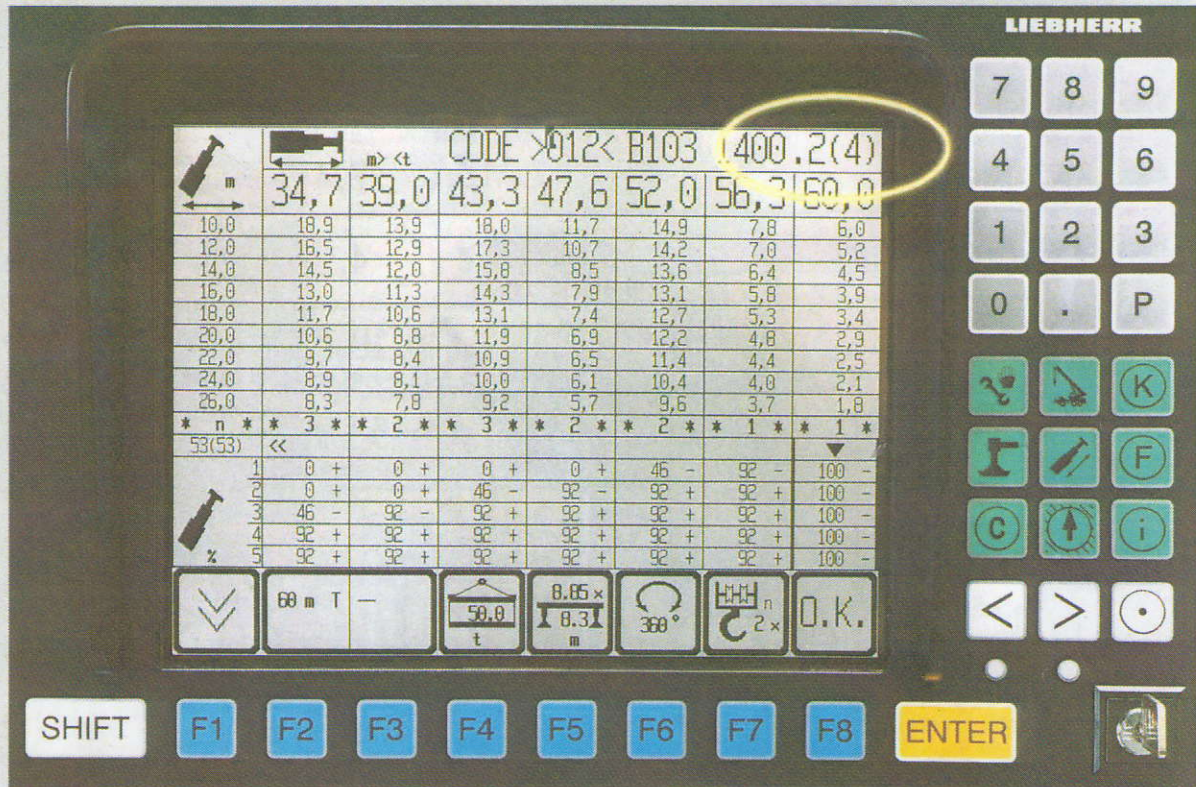 LIEBHERR
m> <t CODE >012< B103 1400.2(4)
m 34,7 39,0 43,3 47,6 52,0 56,3 60,0
10,0 18,9 13,9 18,0 11,7 14,9 7,8 6,0
12,0 16,5 12,9 17,3 10,7 14,2 7,0 5,2
14,0 14,5 12,0 15,8 8,5 13,6 6,4 4,5
16,0 13,0 11,3 14,3 7,9 13,1 5,8 3,9
18,0 11,7 10,6 13,1 7,4 12,7 5,3 3,4
20,0 10,6 8,8 11,9 6,9 12,2 4,8 2,9
22,0 9,7 8,4 10,9 6,5 11,4 4,4 2,5
24,0 8,9 8,1 10,0 6,1 10,4 4,0 2,1
26,0 8,3 7,8 9,2 5,7 9,6 3,7 1,8
* n * * 3 * * 2 * * 3 * * 2 * * 2 * * 1 * * 1 *
53(53) <<
1 0 + 0 + 0 + 0 + 46 - 92 - 100 -
2 0 + 0 + 46 - 92 - 92 + 92 + 100 -
3 46 - 92 - 92 + 92 + 92 + 92 + 100 -
4 92 + 92 + 92 + 92 + 92 + 92 + 100 -
% 5 92 + 92 + 92 + 92 + 92 + 92 + 100 -
60 m T —
50.0
t
8.85 x
8.3
m
360°
n
2 x
O.K.
7 8 9
4 5 6
1 2 3
0 . P
K
F
C i
< >
SHIFT F1 F2 F3 F4 F5 F6 F7 F8 ENTER